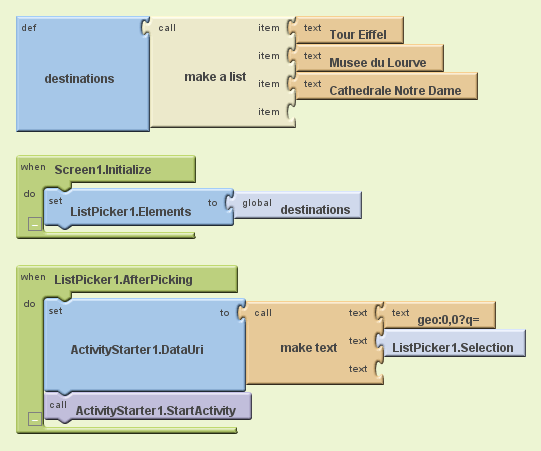 def
destinations
call
make a list
item text Tour Eiffel
item text Musee du Lourve
item text Cathedrale Notre Dame
item
when Screen1.Initialize
do set ListPicker1.Elements to global destinations
when ListPicker1.AfterPicking
do set ActivityStarter1.DataUri to call make text
text text geo:0,0?q=
text ListPicker1.Selection
text
call ActivityStarter1.StartActivity